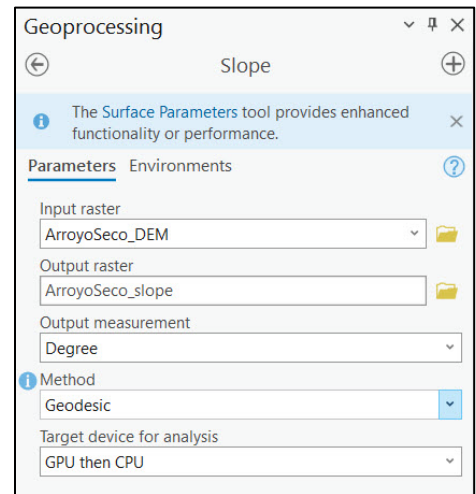 Geoprocessing
Slope
The Surface Parameters tool provides enhanced
functionality or performance.
Parameters Environments
Input raster
ArroyoSeco_DEM
Output raster
ArroyoSeco_slope
Output measurement
Degree
Method
Geodesic
Target device for analysis
GPU then CPU